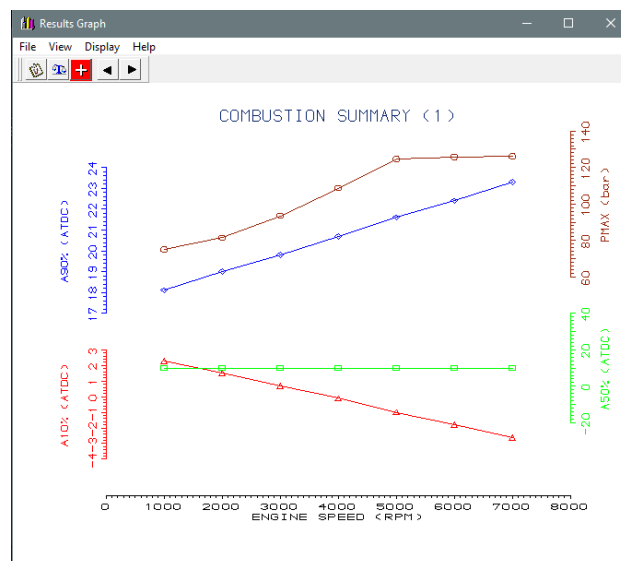 Results Graph
File View Display Help
COMBUSTION SUMMARY (1)
A90% (ATDC)
17 18 19 20 21 22 23 24
PMAX (bar)
60 80 100 120 140
A10% (ATDC)
-4 -3 -2 -1 0 1 2 3
A50% (ATDC)
-20 0 20 40
0 1000 2000 3000 4000 5000 6000 7000 8000
ENGINE SPEED (RPM)